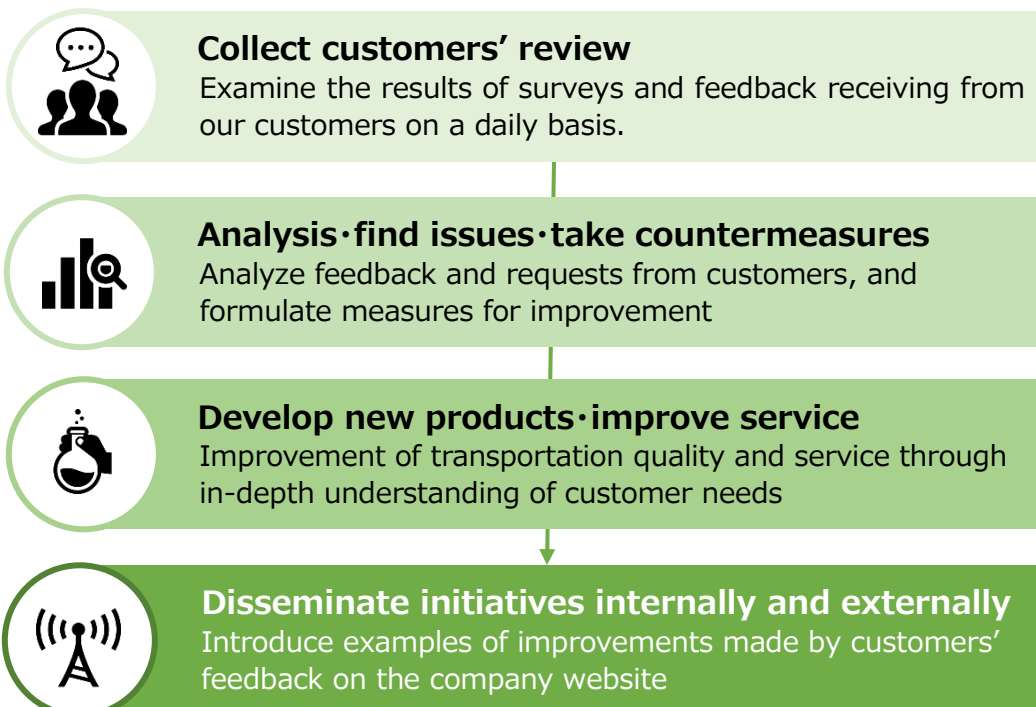 Collect customers’ review
Examine the results of surveys and feedback receiving from
our customers on a daily basis.
Analysis･find issues･take countermeasures
Analyze feedback and requests from customers, and
formulate measures for improvement
Develop new products･improve service
Improvement of transportation quality and service through
in-depth understanding of customer needs
Disseminate initiatives internally and externally
Introduce examples of improvements made by customers’
feedback on the company website